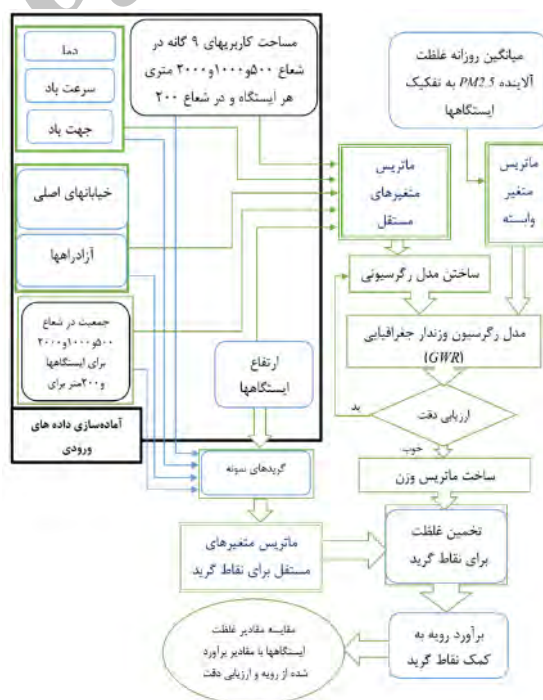 دما
سرعت باد
جهت باد
خیابانهای اصلی
آزادراهها
جمعیت در شعاع
۵۰۰و۱۰۰۰و۲۰۰۰
برای ایستگاهها
و۲۰۰متر برای
آماده‌سازی داده های
ورودی
مساحت کاربریهای ۹ گانه در
شعاع ۵۰۰و۱۰۰۰و۲۰۰۰ متری
هر ایستگاه و در شعاع ۲۰۰
ارتفاع
ایستگاهها
میانگین روزانه غلظت
آلاینده PM2.5 به تفکیک
ایستگاهها
ماتریس
متغیرهای
مستقل
ماتریس
متغیر
وابسته
ساختن مدل رگرسیونی
مدل رگرسیون وزندار جغرافیایی
(GWR)
ارزیابی دقت
بد
خوب
ساخت ماتریس وزن
گریدهای نمونه
ماتریس متغیرهای
مستقل برای نقاط گرید
تخمین غلظت
برای نقاط گرید
برآورد رویه به
کمک نقاط گرید
مقایسه مقادیر غلظت
ایستگاهها با مقادیر برآورد
شده از رویه و ارزیابی دقت